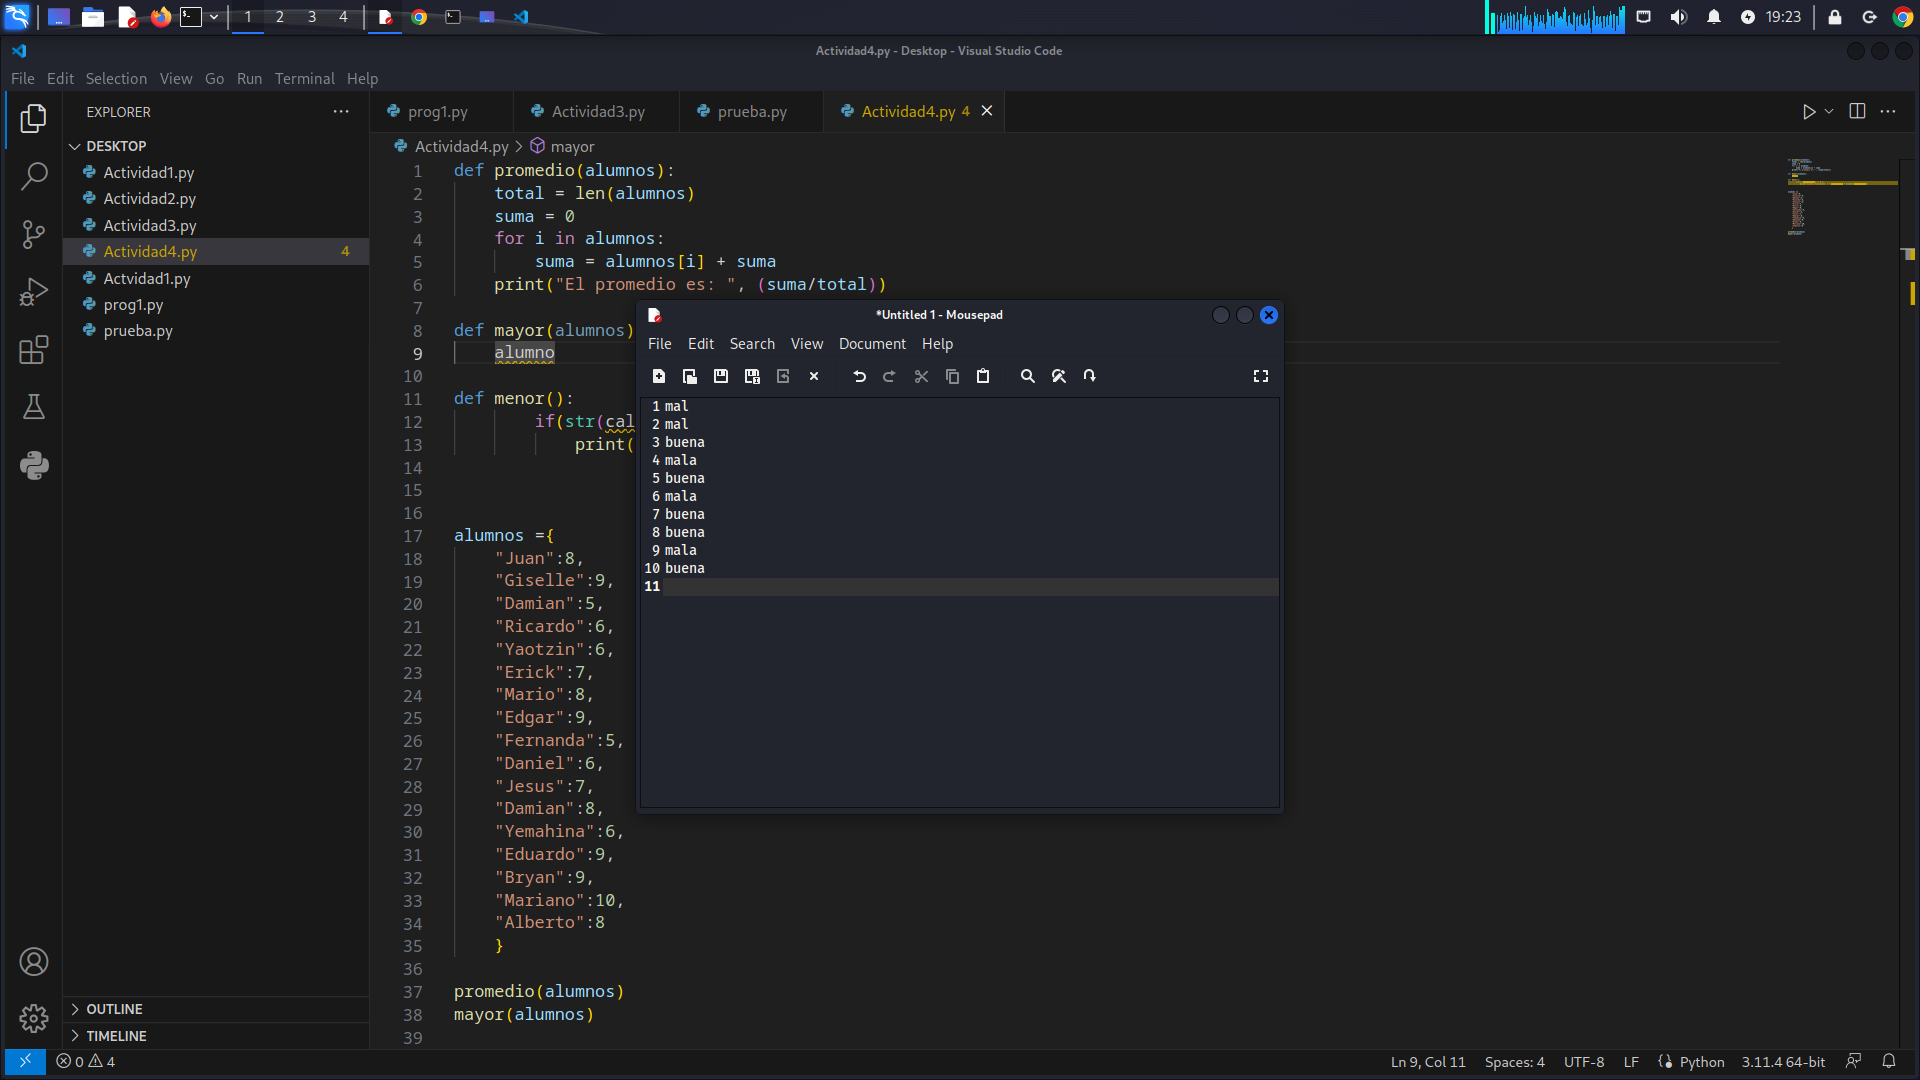 1 2 3 4 19:23
Actividad4.py - Desktop - Visual Studio Code
File Edit Selection View Go Run Terminal Help
EXPLORER
DESKTOP
Actividad1.py
Actividad2.py
Actividad3.py
Actividad4.py 4
Actvidad1.py
prog1.py
prueba.py
OUTLINE
TIMELINE
prog1.py Actividad3.py prueba.py Actividad4.py 4
Actividad4.py > mayor
1 def promedio(alumnos):
2 total = len(alumnos)
3 suma = 0
4 for i in alumnos:
5 suma = alumnos[i] + suma
6 print("El promedio es: ", (suma/total))
7
8 def mayor(alumnos)
9 alumno
10
11 def menor():
12 if(str(cal
13 print(
14
15
16
17 alumnos ={
18 "Juan":8,
19 "Giselle":9,
20 "Damian":5,
21 "Ricardo":6,
22 "Yaotzin":6,
23 "Erick":7,
24 "Mario":8,
25 "Edgar":9,
26 "Fernanda":5,
27 "Daniel":6,
28 "Jesus":7,
29 "Damian":8,
30 "Yemahina":6,
31 "Eduardo":9,
32 "Bryan":9,
33 "Mariano":10,
34 "Alberto":8
35 }
36
37 promedio(alumnos)
38 mayor(alumnos)
39
*Untitled 1 - Mousepad
File Edit Search View Document Help
1 mal
2 mal
3 buena
4 mala
5 buena
6 mala
7 buena
8 buena
9 mala
10 buena
11
0 4 Ln 9, Col 11 Spaces: 4 UTF-8 LF Python 3.11.4 64-bit